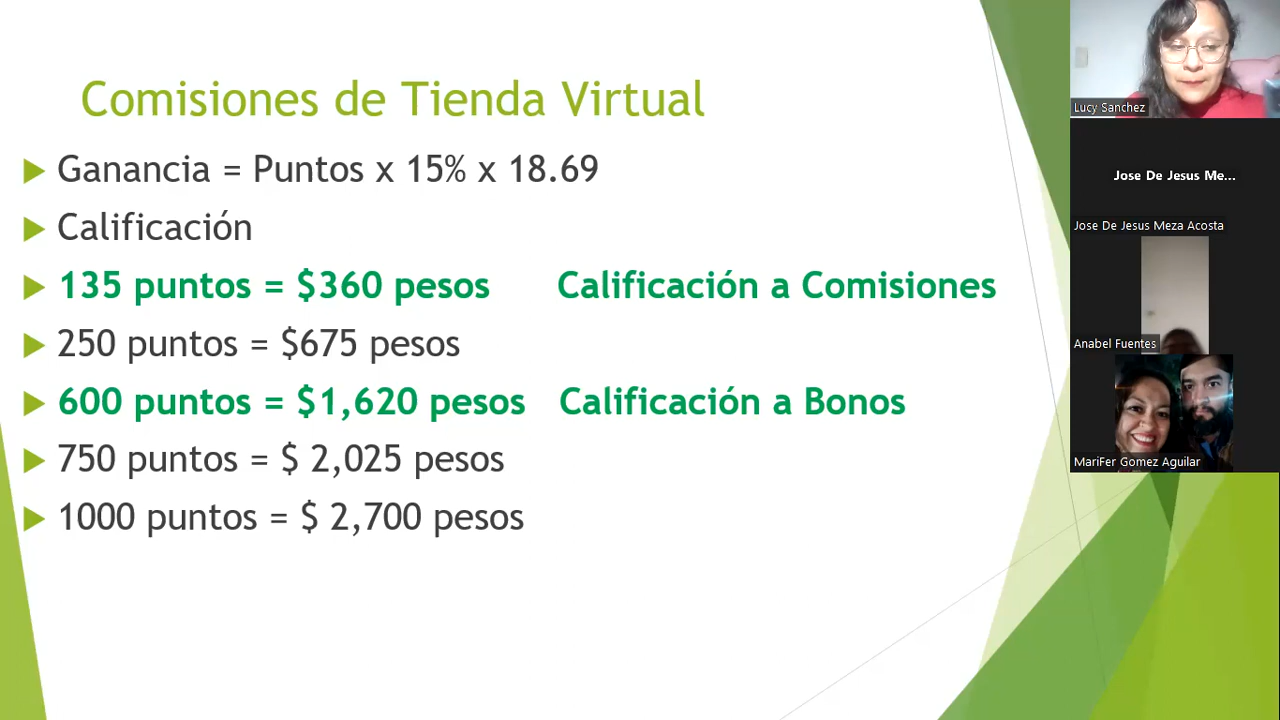 Comisiones de Tienda Virtual
Ganancia = Puntos x 15% x 18.69
Calificación
135 puntos = $360 pesos Calificación a Comisiones
250 puntos = $675 pesos
600 puntos = $1,620 pesos Calificación a Bonos
750 puntos = $ 2,025 pesos
1000 puntos = $ 2,700 pesos
Lucy Sanchez
Jose De Jesus Me...
Jose De Jesus Meza Acosta
Anabel Fuentes
MariFer Gomez Aguilar